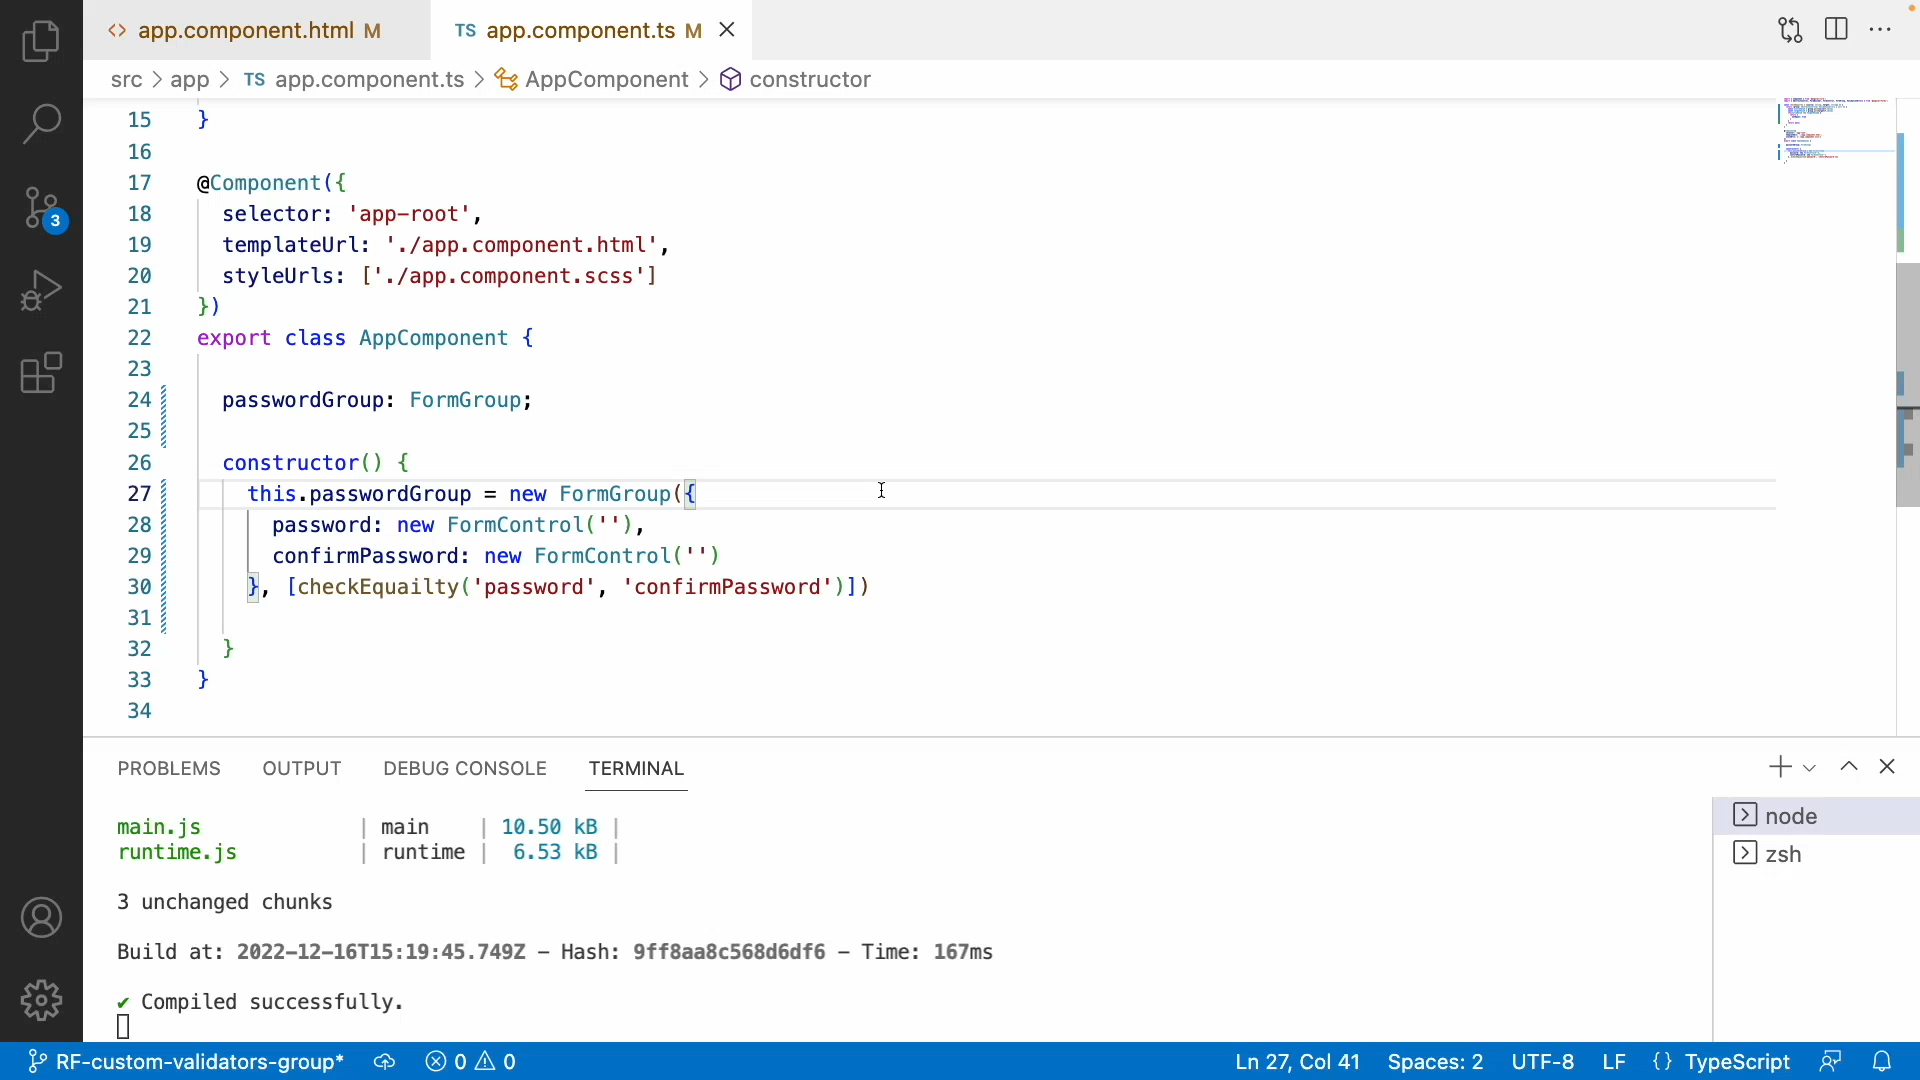 <> app.component.html M
TS app.component.ts M
src > app > TS app.component.ts > AppComponent > constructor
15 }
16
17 @Component({
18 selector: 'app-root',
19 templateUrl: './app.component.html',
20 styleUrls: ['./app.component.scss']
21 })
22 export class AppComponent {
23
24 passwordGroup: FormGroup;
25
26 constructor() {
27 this.passwordGroup = new FormGroup({
28 password: new FormControl(''),
29 confirmPassword: new FormControl('')
30 }, [checkEquailty('password', 'confirmPassword')])
31
32 }
33 }
34
3
PROBLEMS OUTPUT DEBUG CONSOLE TERMINAL
main.js | main | 10.50 kB |
runtime.js | runtime | 6.53 kB |
3 unchanged chunks
Build at: 2022-12-16T15:19:45.749Z - Hash: 9ff8aa8c568d6df6 - Time: 167ms
✔ Compiled successfully.
node
zsh
RF-custom-validators-group* 0 0 Ln 27, Col 41 Spaces: 2 UTF-8 LF {} TypeScript